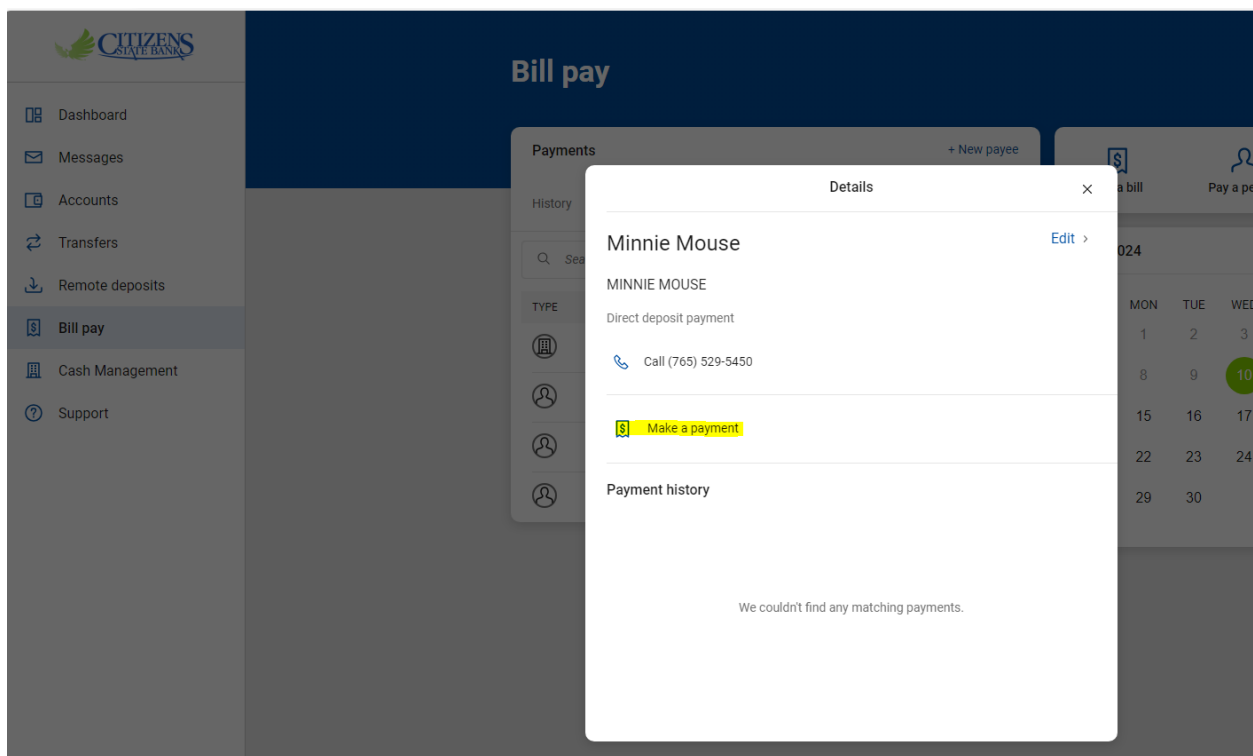 CITIZENS
STATE BANK
Dashboard
Messages
Accounts
Transfers
Remote deposits
Bill pay
Cash Management
Support
Bill pay
Payments
+ New payee
History
TYPE
a bill
Pay a pe
024
MON TUE WED
1 2 3
8 9 10
15 16 17
22 23 24
29 30
Details
Minnie Mouse
Edit
MINNIE MOUSE
Direct deposit payment
Call (765) 529-5450
Make a payment
Payment history
We couldn't find any matching payments.